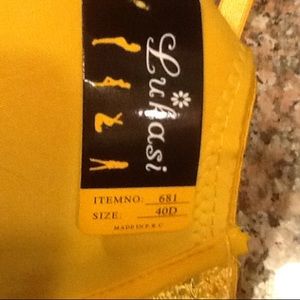 Lukasi
ITEMNO: 681
SIZE: 40D
MADE IN P.R.C